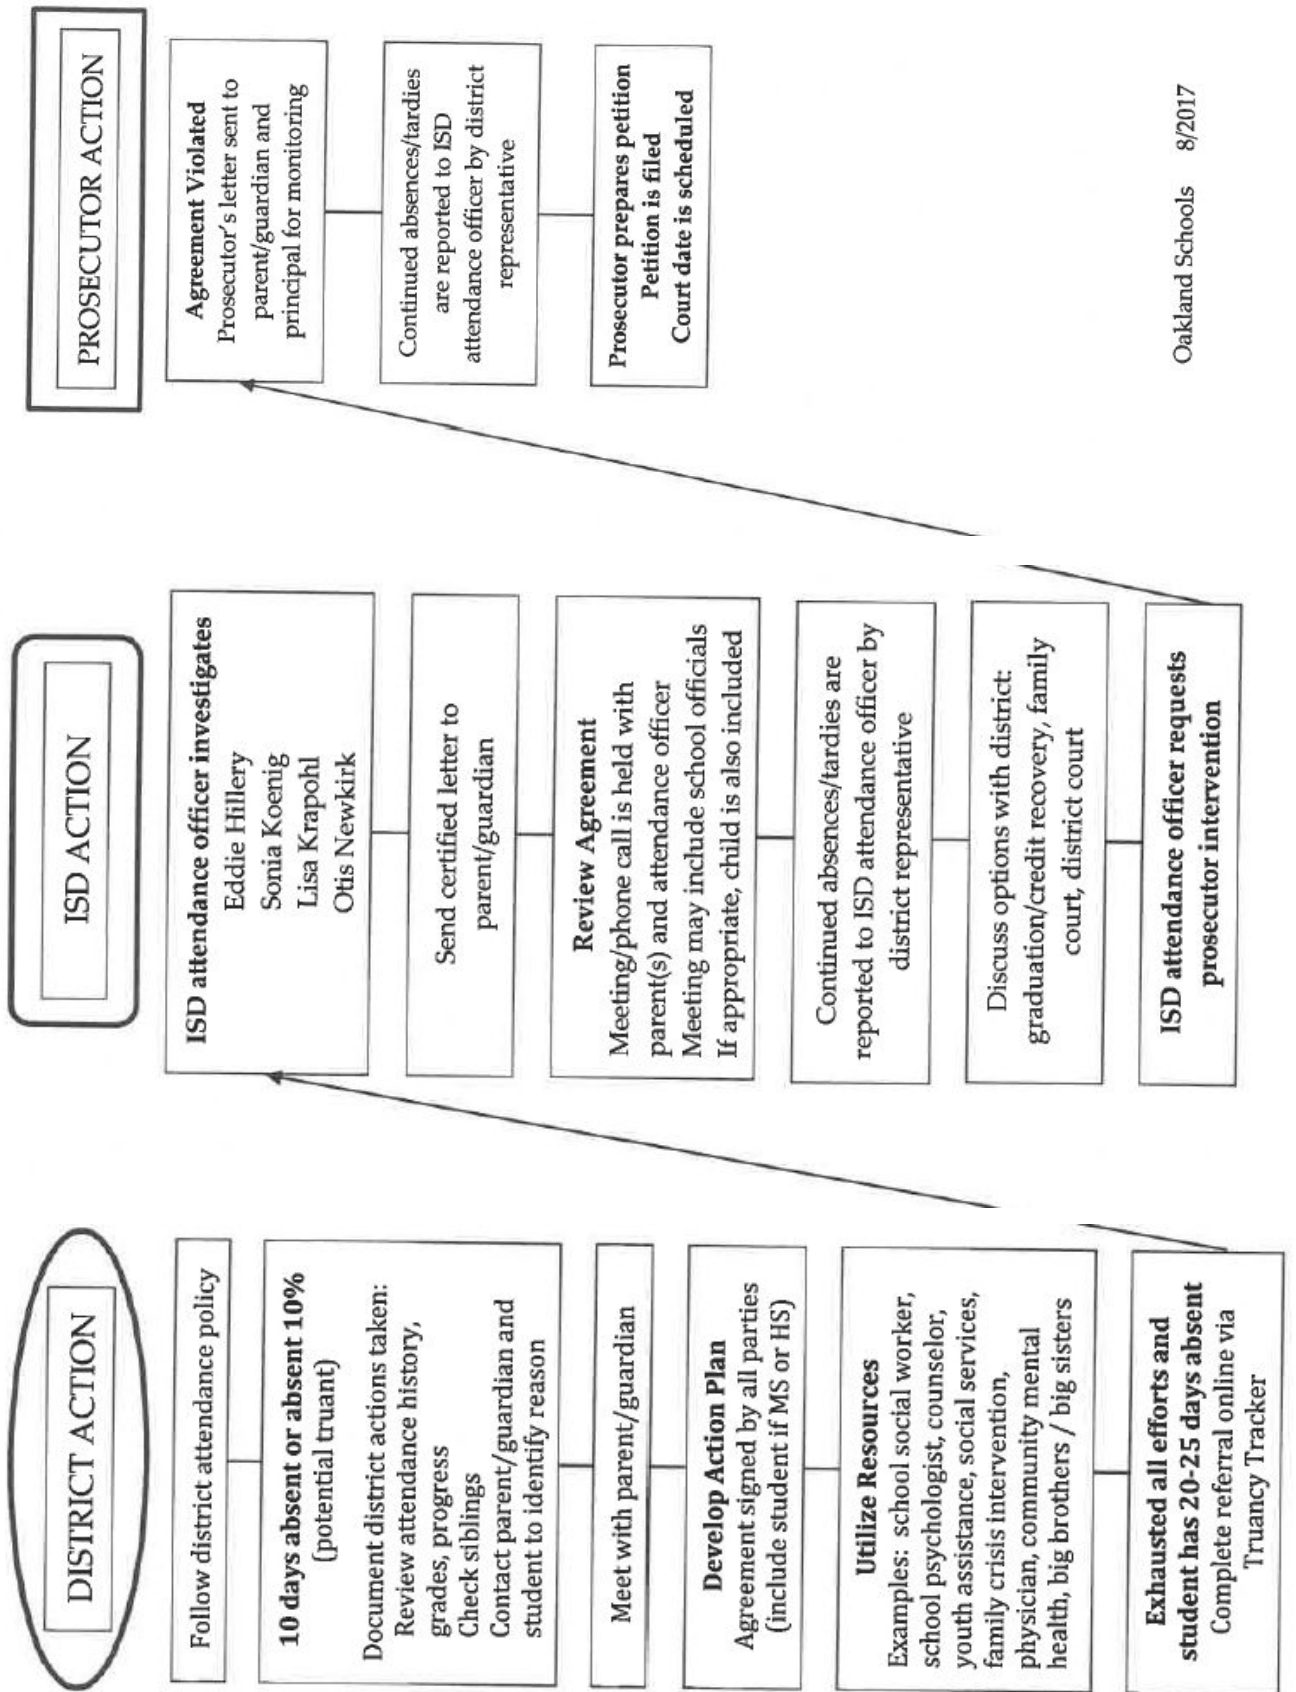 DISTRICT ACTION
Follow district attendance policy
10 days absent or absent 10%
(potential truant)
Document district actions taken:
Review attendance history,
grades, progress
Check siblings
Contact parent/guardian and
student to identify reason
Meet with parent/guardian
Develop Action Plan
Agreement signed by all parties
(include student if MS or HS)
Utilize Resources
Examples: school social worker,
school psychologist, counselor,
youth assistance, social services,
family crisis intervention,
physician, community mental
health, big brothers / big sisters
Exhausted all efforts and
student has 20-25 days absent
Complete referral online via
Truancy Tracker
ISD ACTION
ISD attendance officer investigates
Eddie Hillery
Sonia Koenig
Lisa Krapohl
Otis Newkirk
Send certified letter to
parent/guardian
Review Agreement
Meeting/phone call is held with
parent(s) and attendance officer
Meeting may include school officials
If appropriate, child is also included
Continued absences/tardies are
reported to ISD attendance officer by
district representative
Discuss options with district:
graduation/credit recovery, family
court, district court
ISD attendance officer requests
prosecutor intervention
PROSECUTOR ACTION
Agreement Violated
Prosecutor's letter sent to
parent/guardian and
principal for monitoring
Continued absences/tardies
are reported to ISD
attendance officer by district
representative
Prosecutor prepares petition
Petition is filed
Court date is scheduled
Oakland Schools 8/2017